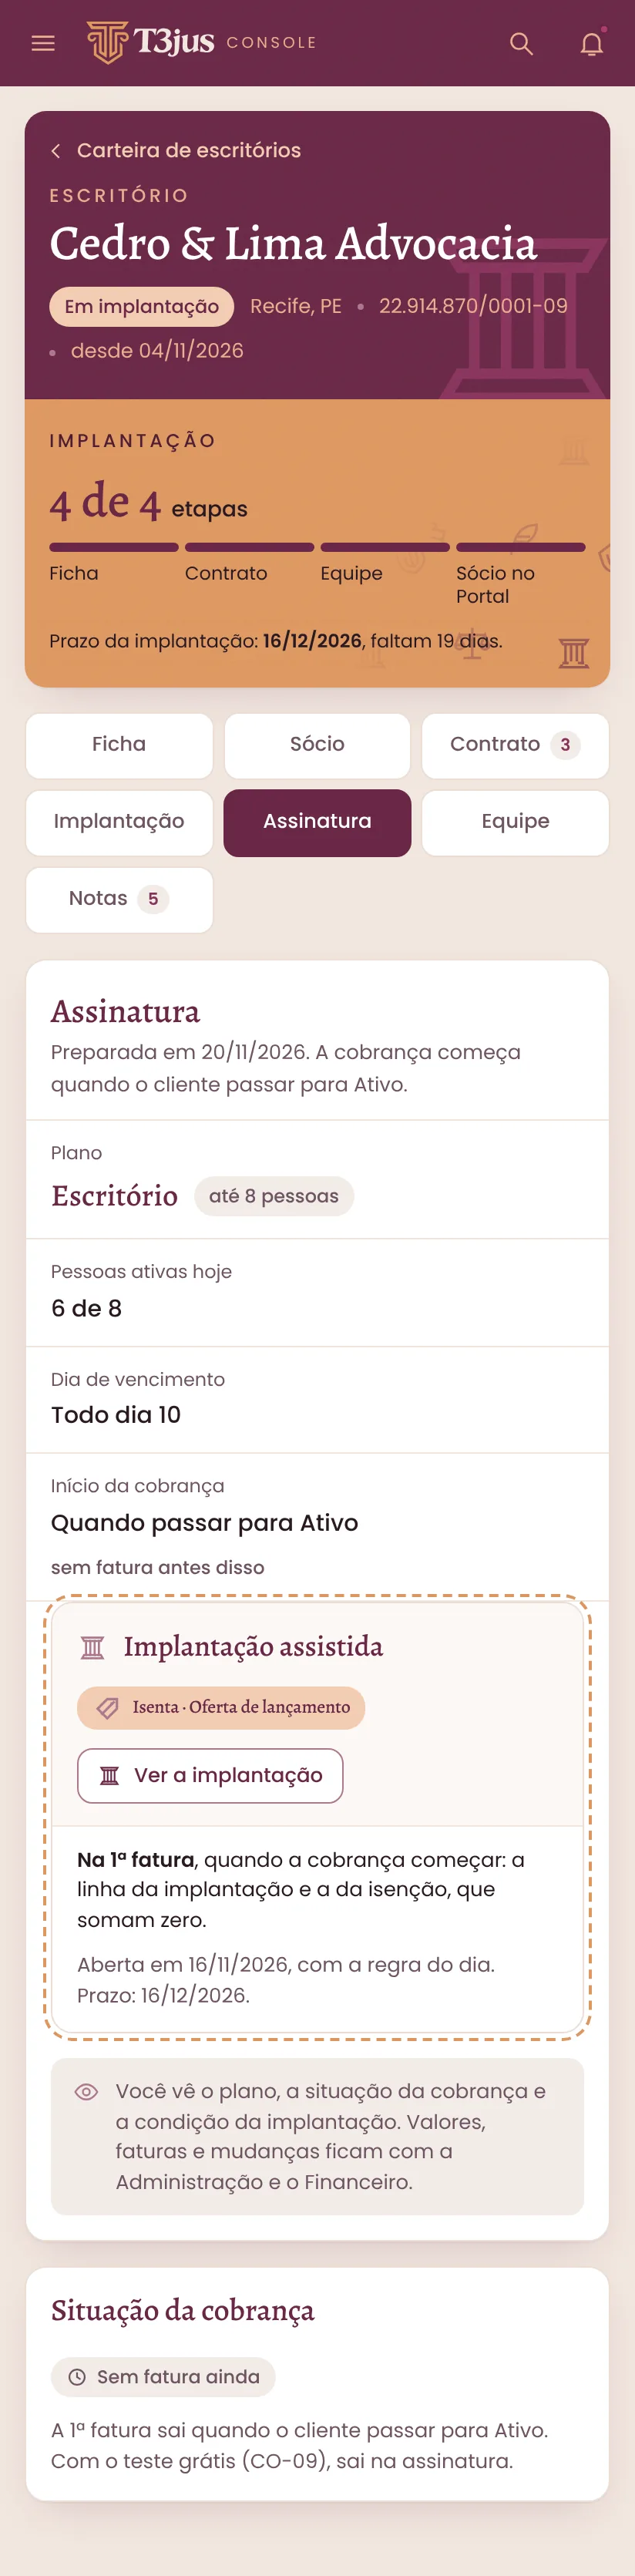 T3jus CONSOLE
Carteira de escritórios
ESCRITÓRIO
Cedro & Lima Advocacia
Em implantação Recife, PE • 22.914.870/0001-09
• desde 04/11/2026
IMPLANTAÇÃO
4 de 4 etapas
Ficha Contrato Equipe Sócio no
Portal
Prazo da implantação: 16/12/2026, faltam 19 dias.
Ficha Sócio Contrato 3
Implantação Assinatura Equipe
Notas 5
Assinatura
Preparada em 20/11/2026. A cobrança começa
quando o cliente passar para Ativo.
Plano
Escritório até 8 pessoas
Pessoas ativas hoje
6 de 8
Dia de vencimento
Todo dia 10
Início da cobrança
Quando passar para Ativo
sem fatura antes disso
Implantação assistida
Isenta · Oferta de lançamento
Ver a implantação
Na 1ª fatura, quando a cobrança começar: a
linha da implantação e a da isenção, que
somam zero.
Aberta em 16/11/2026, com a regra do dia.
Prazo: 16/12/2026.
Você vê o plano, a situação da cobrança e
a condição da implantação. Valores,
faturas e mudanças ficam com a
Administração e o Financeiro.
Situação da cobrança
Sem fatura ainda
A 1ª fatura sai quando o cliente passar para Ativo.
Com o teste grátis (CO-09), sai na assinatura.